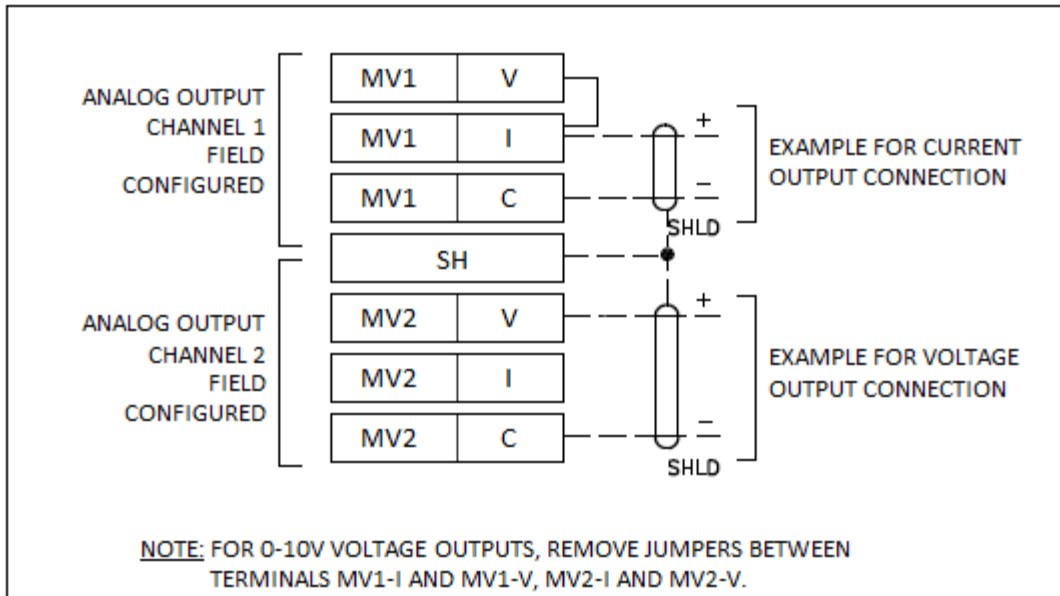 ANALOG OUTPUT
CHANNEL 1
FIELD
CONFIGURED
MV1 V
MV1 I
MV1 C
SH
+
−
SHLD
EXAMPLE FOR CURRENT
OUTPUT CONNECTION
ANALOG OUTPUT
CHANNEL 2
FIELD
CONFIGURED
MV2 V
MV2 I
MV2 C
+
−
SHLD
EXAMPLE FOR VOLTAGE
OUTPUT CONNECTION
NOTE: FOR 0-10V VOLTAGE OUTPUTS, REMOVE JUMPERS BETWEEN
TERMINALS MV1-I AND MV1-V, MV2-I AND MV2-V.